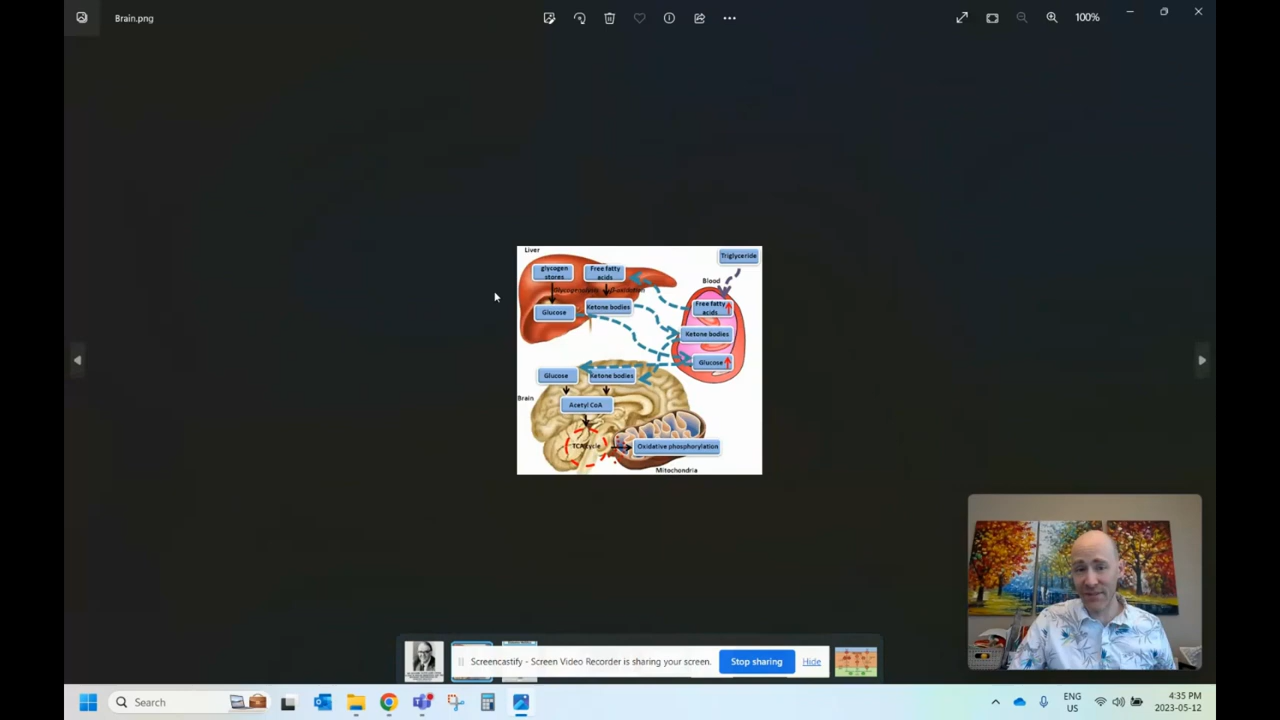 Brain.png
100%
Liver
Triglyceride
glycogen
stores
Free fatty
acids
Blood
Glucose
Ketone bodies
Free fatty
acids
Ketone bodies
Glucose
Glucose
Ketone bodies
Brain
Acetyl CoA
TCA cycle
Oxidative phosphorylation
Mitochondria
Screencastify - Screen Video Recorder is sharing your screen.
Stop sharing
Hide
Search
ENG
US
4:35 PM
2023-05-12